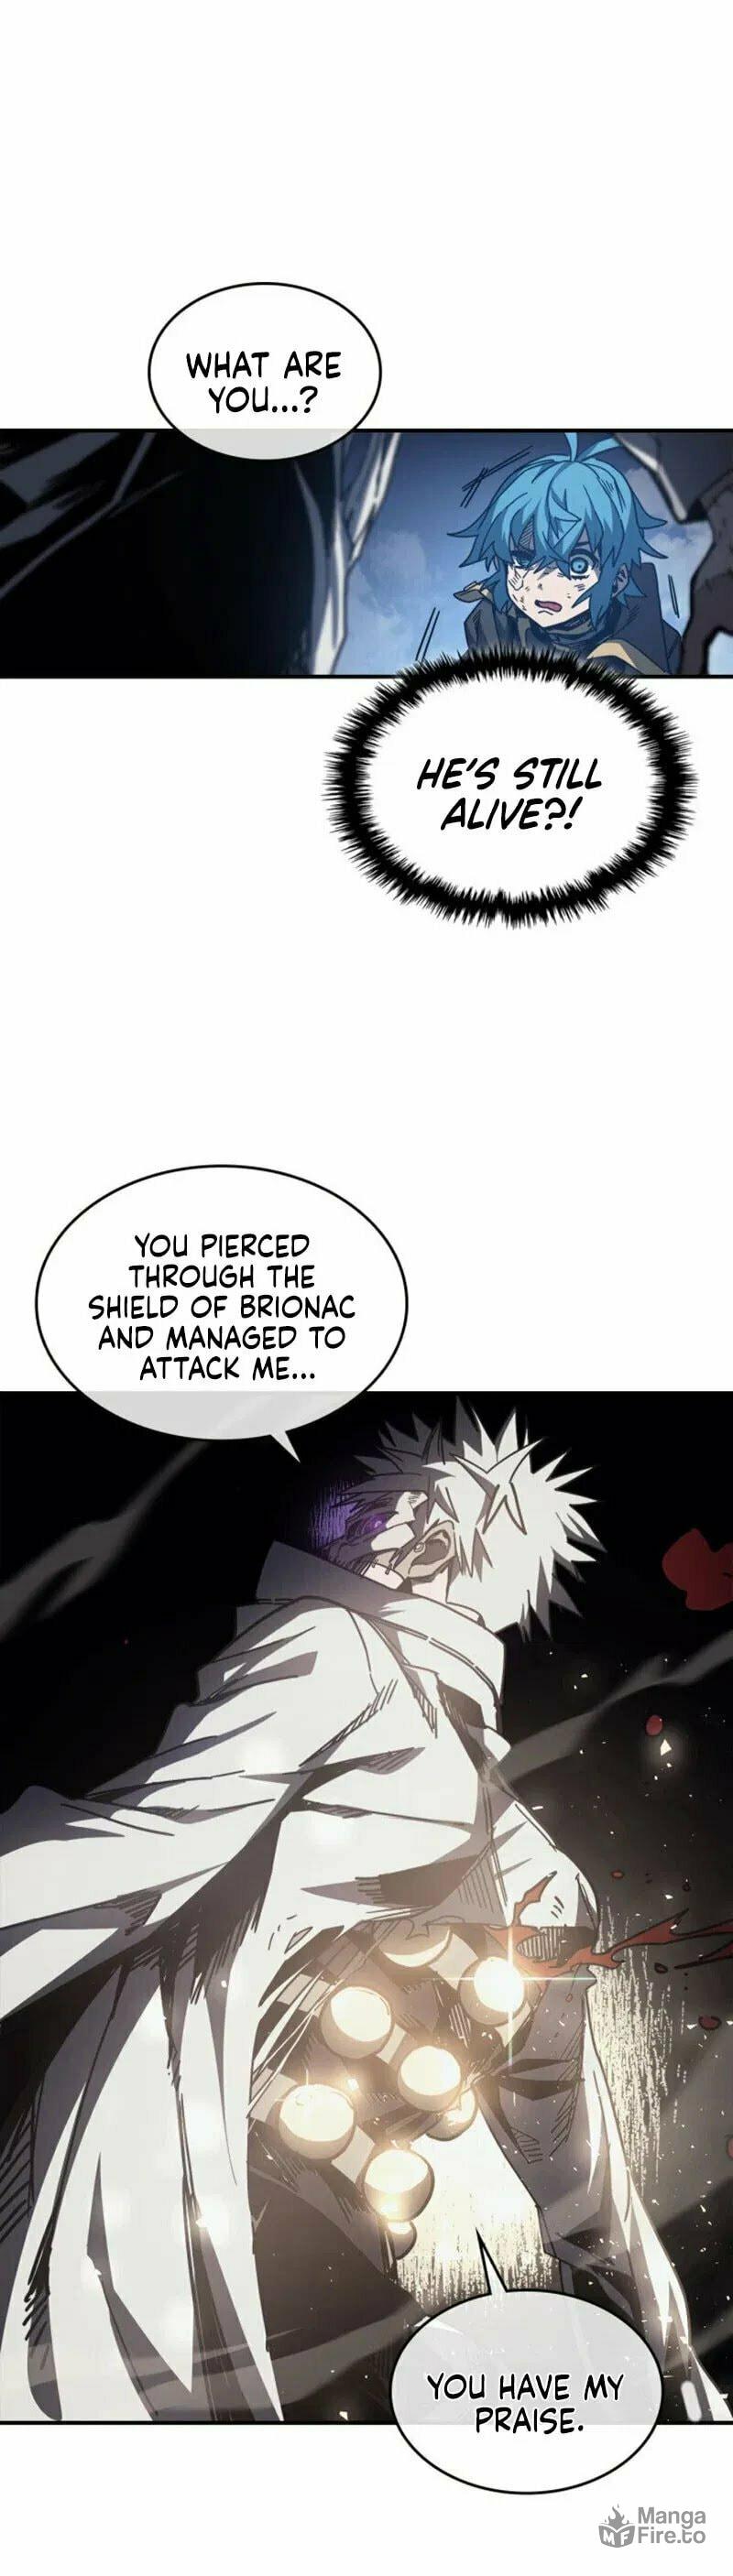 WHAT ARE
YOU...?
HE'S STILL
ALIVE?!
YOU PIERCED
THROUGH THE
SHIELD OF BRIONAC
AND MANAGED TO
ATTACK ME...
YOU HAVE MY
PRAISE.
Manga
MF Fire.to